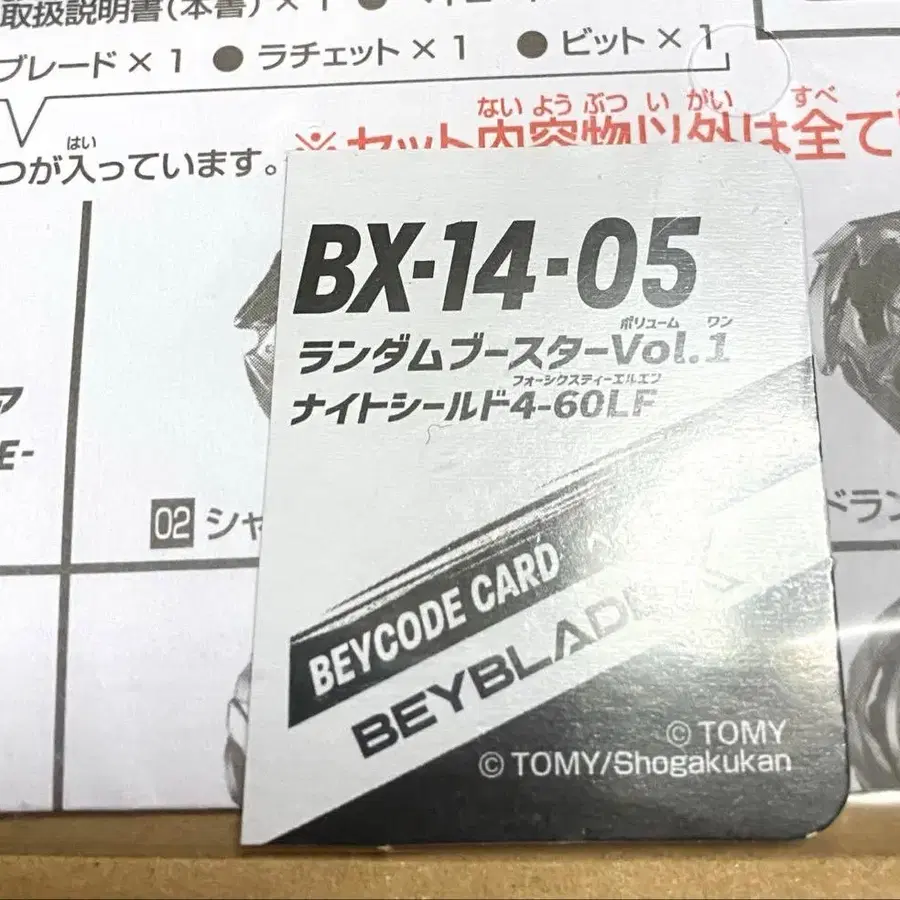 取扱説明書(本書)×1 ●
ブレード×1 ●ラチェット×1 ●ビット×1
はい
つが入っています。
ない よう ぶつ い がい すべ
※セット内容物以外は全て
BX-14-05
ポリューム ワン
ランダムブースターVol.1
フォーシクスティーエルエフ
ナイトシールド4-60LF
ア
E-
02 シャ
ドラン
BEYCODE CARD
BEYBLADE X
© TOMY
© TOMY/Shogakukan